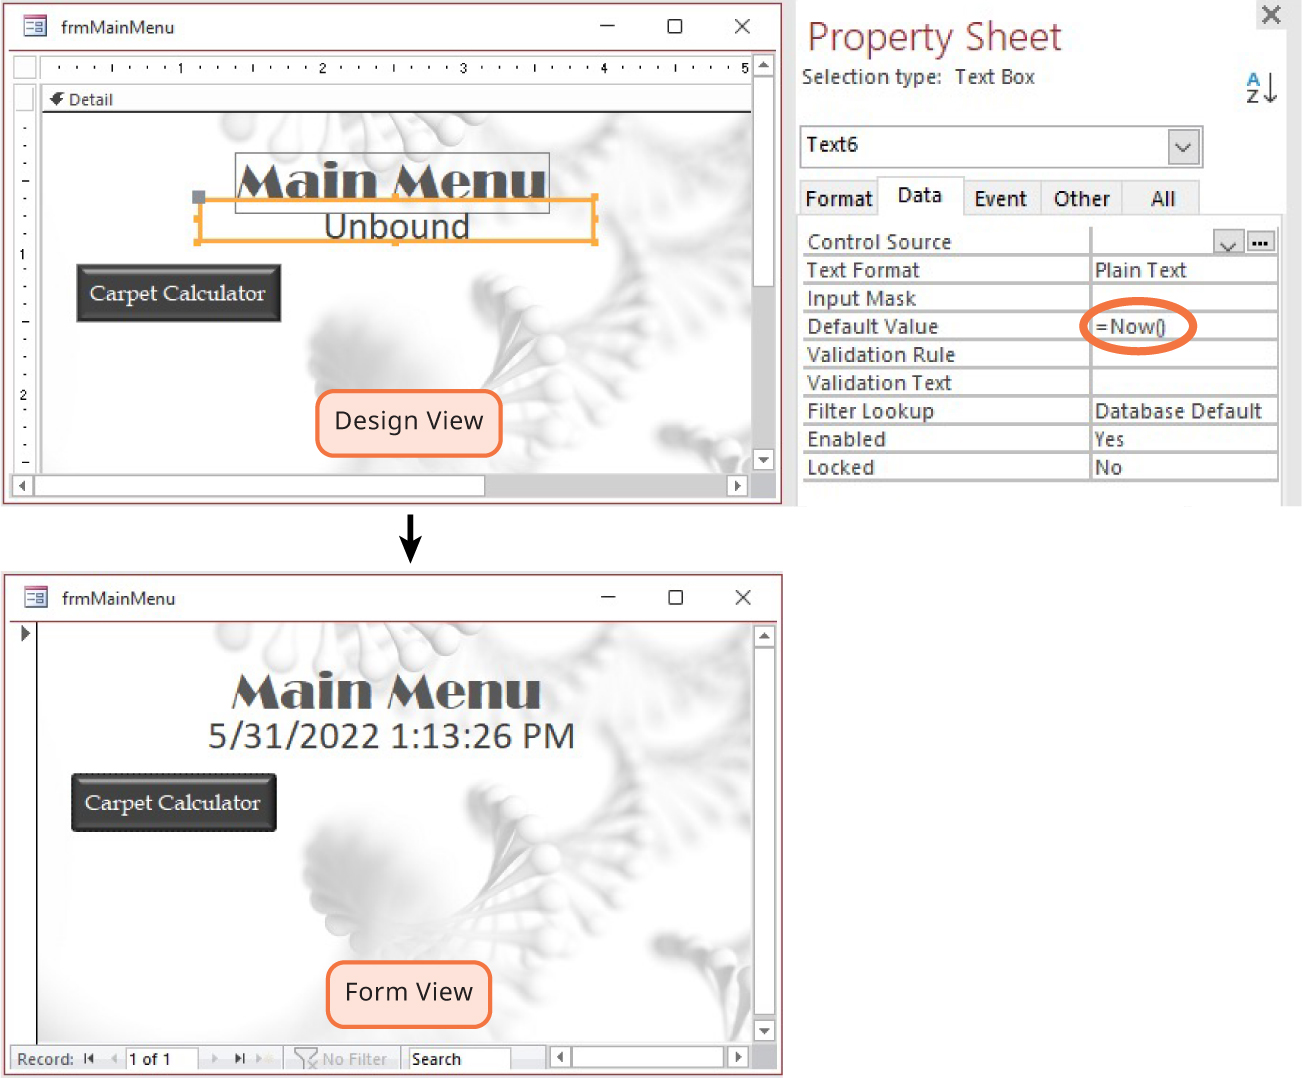 frmMainMenu
1 2 3 4 5
Detail
Main Menu
Unbound
1
Carpet Calculator
2
Design View
Property Sheet
Selection type: Text Box
A
Z
Text6
Format Data Event Other All
Control Source
Text Format Plain Text
Input Mask
Default Value =Now()
Validation Rule
Validation Text
Filter Lookup Database Default
Enabled Yes
Locked No
frmMainMenu
Main Menu
5/31/2022 1:13:26 PM
Carpet Calculator
Form View
Record: 1 of 1 No Filter Search